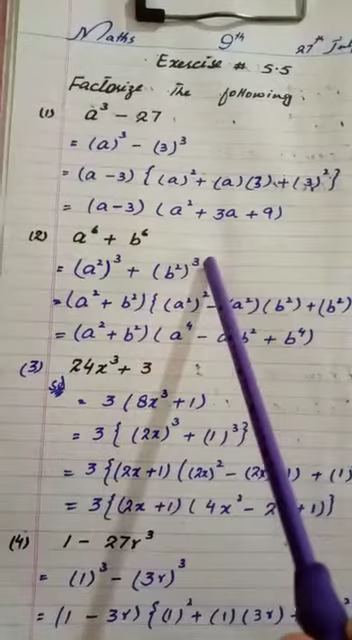 Maths 9th 27th Jul
Exercise # 5.5
Factorize The following.
(1) a³ - 27
= (a)³ - (3)³
= (a - 3) {(a)² + (a)(3) + (3)²}
= (a-3) (a² + 3a + 9)
(2) a⁶ + b⁶
= (a²)³ + (b²)³
= (a² + b²) {(a²)² - (a²)(b²) + (b²)
= (a² + b²) (a⁴ - a b² + b⁴)
(3) 24x³ + 3
Sol
= 3 (8x³ + 1)
= 3 { (2x)³ + (1)³}
= 3 {(2x+1) ((2x)² - (2x 1) + (1)
= 3 {(2x+1) ( 4x² - 2 + 1)}
(4) 1 - 27r³
= (1)³ - (3r)³
= (1 - 3r) {(1)² + (1) (3r) +